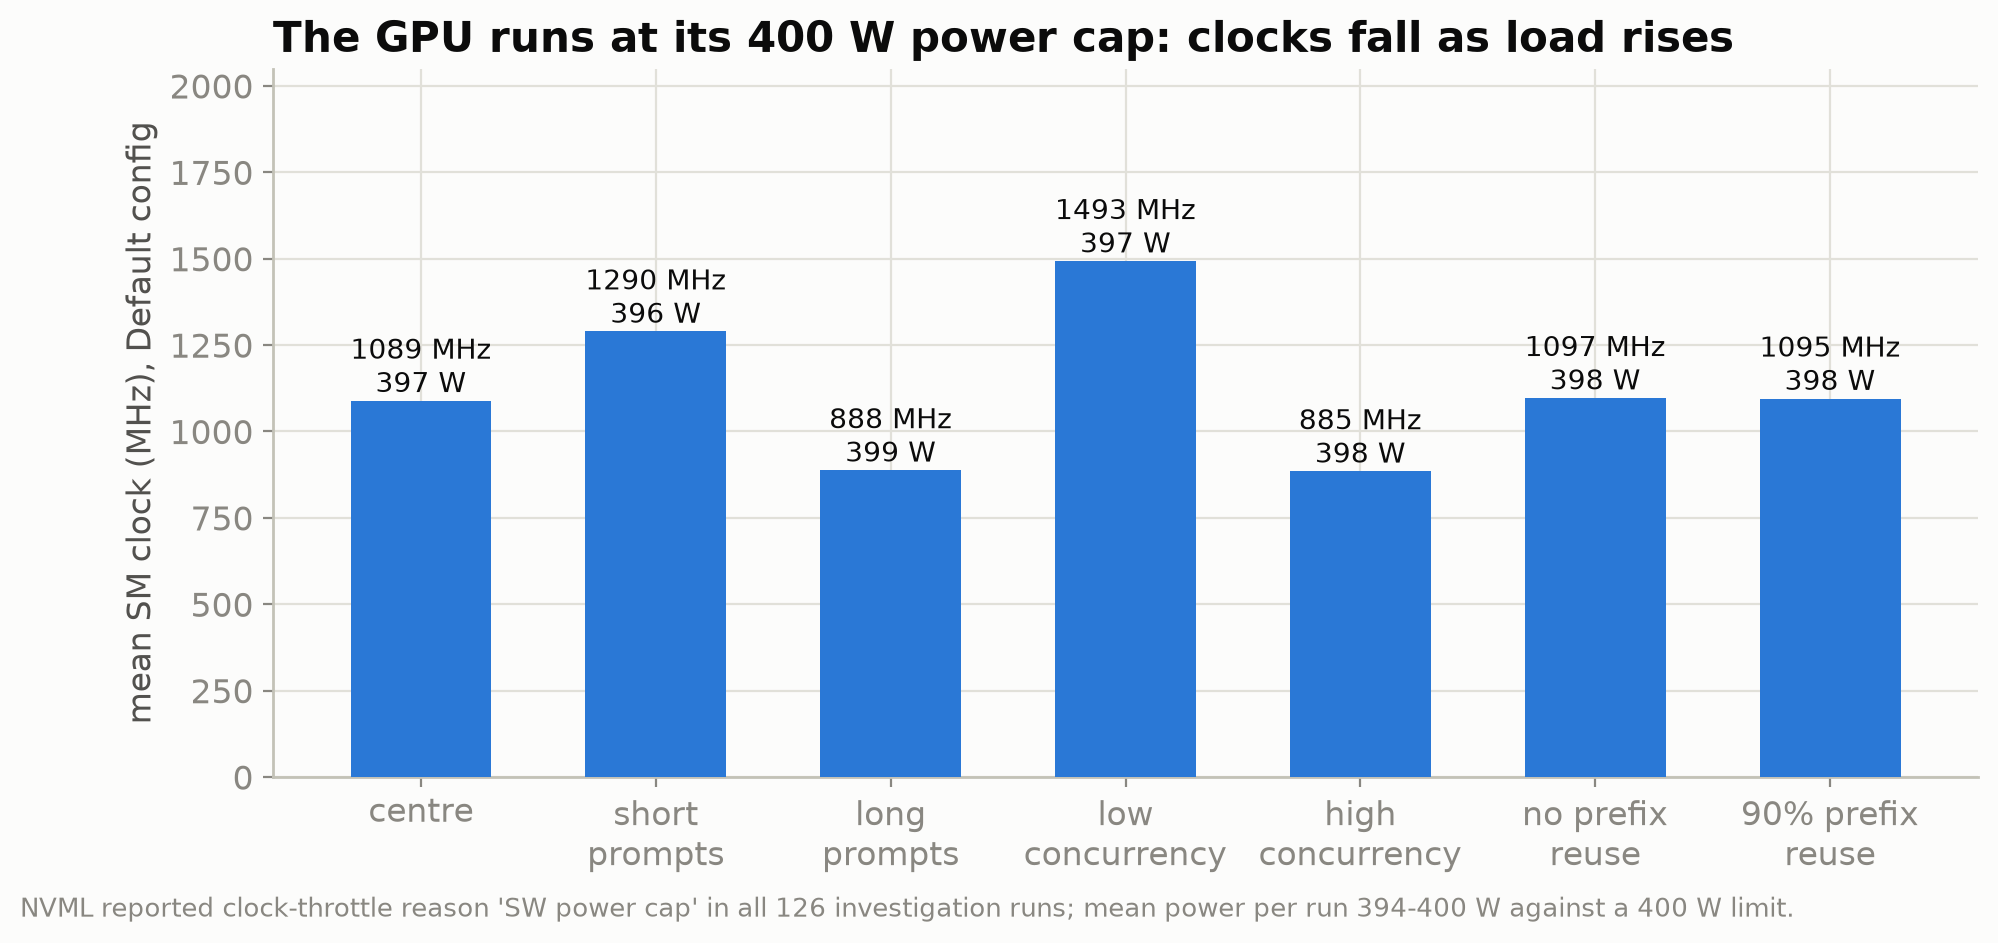 The GPU runs at its 400 W power cap: clocks fall as load rises
mean SM clock (MHz), Default config
2000
1750
1500
1250
1000
750
500
250
0
1089 MHz
397 W
1290 MHz
396 W
888 MHz
399 W
1493 MHz
397 W
885 MHz
398 W
1097 MHz
398 W
1095 MHz
398 W
centre
short
prompts
long
prompts
low
concurrency
high
concurrency
no prefix
reuse
90% prefix
reuse
NVML reported clock-throttle reason 'SW power cap' in all 126 investigation runs; mean power per run 394-400 W against a 400 W limit.